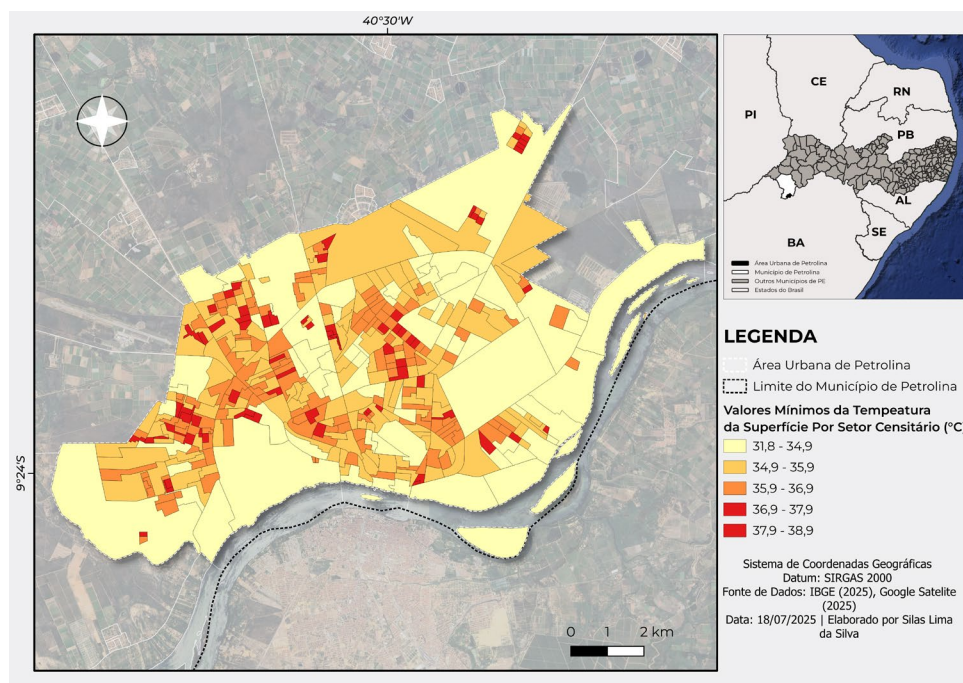 40°30'W
9°24'S
0 1 2 km
CE
RN
PI
PB
AL
SE
BA
Área Urbana de Petrolina
Município de Petrolina
Outros Municípios de PE
Estados do Brasil
LEGENDA
Área Urbana de Petrolina
Limite do Município de Petrolina
Valores Mínimos da Tempeatura
da Superfície Por Setor Censitário (°C)
31,8 - 34,9
34,9 - 35,9
35,9 - 36,9
36,9 - 37,9
37,9 - 38,9
Sistema de Coordenadas Geográficas
Datum: SIRGAS 2000
Fonte de Dados: IBGE (2025), Google Satelite
(2025)
Data: 18/07/2025 | Elaborado por Silas Lima
da Silva